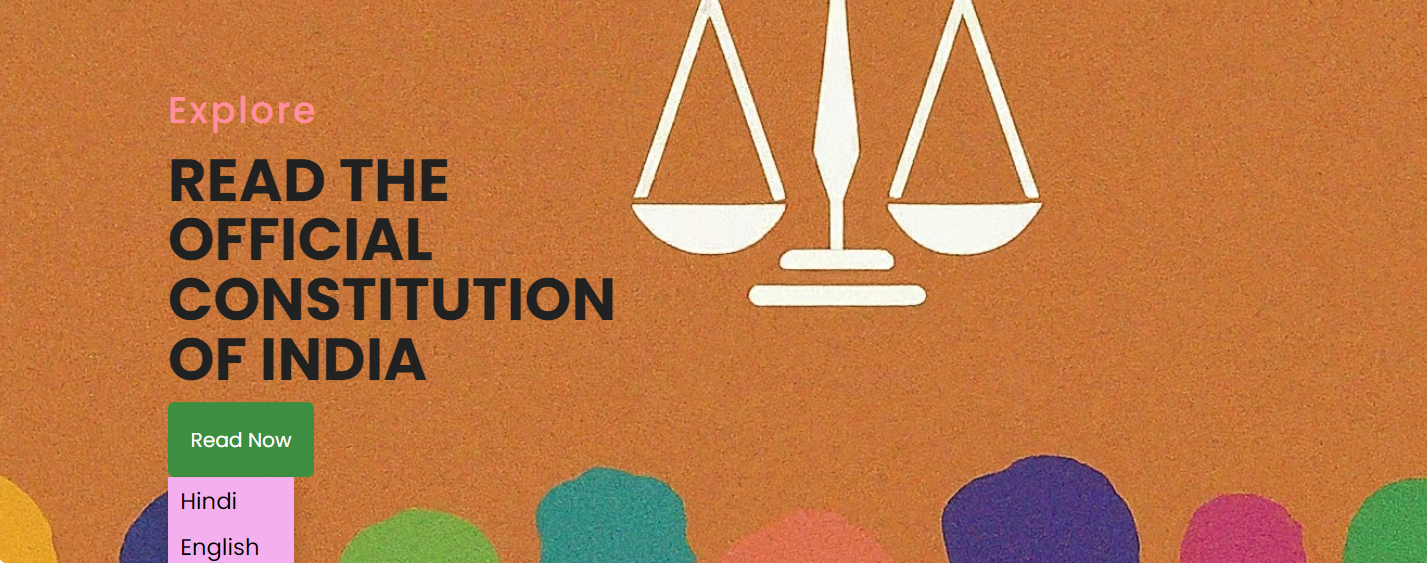 Explore
READ THE
OFFICIAL
CONSTITUTION
OF INDIA
Read Now
Hindi
English